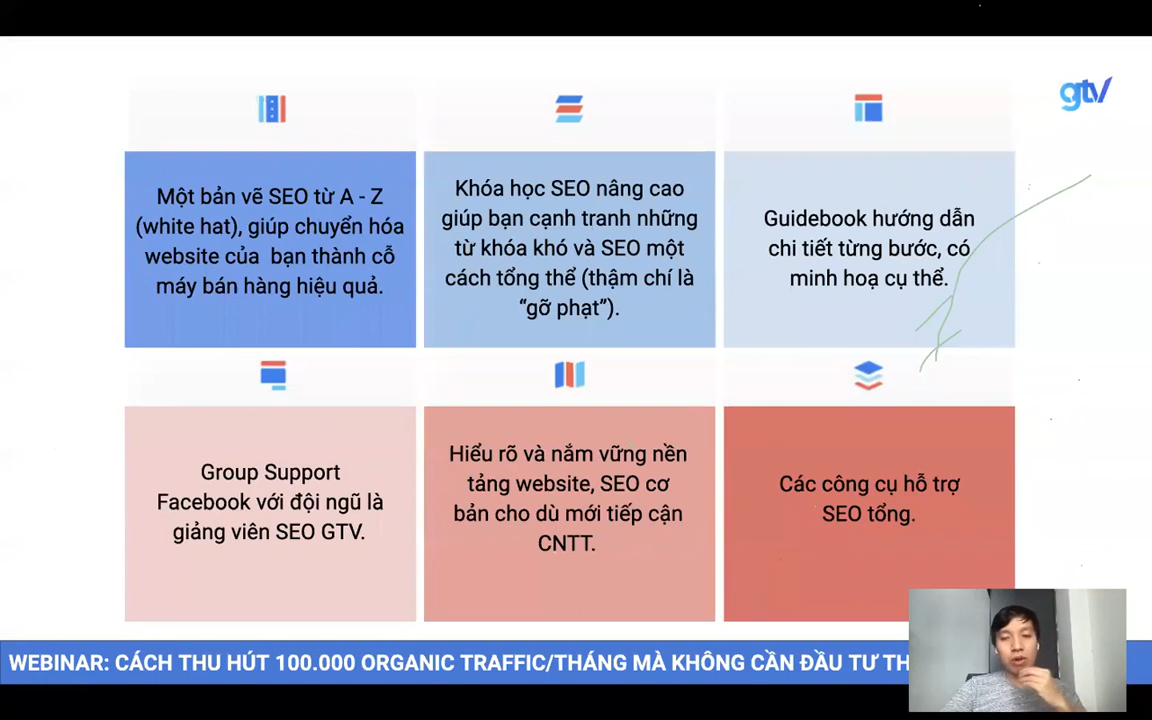 gtv
Một bản vẽ SEO từ A - Z
(white hat), giúp chuyển hóa
website của bạn thành cỗ
máy bán hàng hiệu quả.
Khóa học SEO nâng cao
giúp bạn cạnh tranh những
từ khóa khó và SEO một
cách tổng thể (thậm chí là
“gỡ phạt”).
Guidebook hướng dẫn
chi tiết từng bước, có
minh hoạ cụ thể.
Group Support
Facebook với đội ngũ là
giảng viên SEO GTV.
Hiểu rõ và nắm vững nền
tảng website, SEO cơ
bản cho dù mới tiếp cận
CNTT.
Các công cụ hỗ trợ
SEO tổng.
WEBINAR: CÁCH THU HÚT 100.000 ORGANIC TRAFFIC/THÁNG MÀ KHÔNG CẦN ĐẦU TƯ